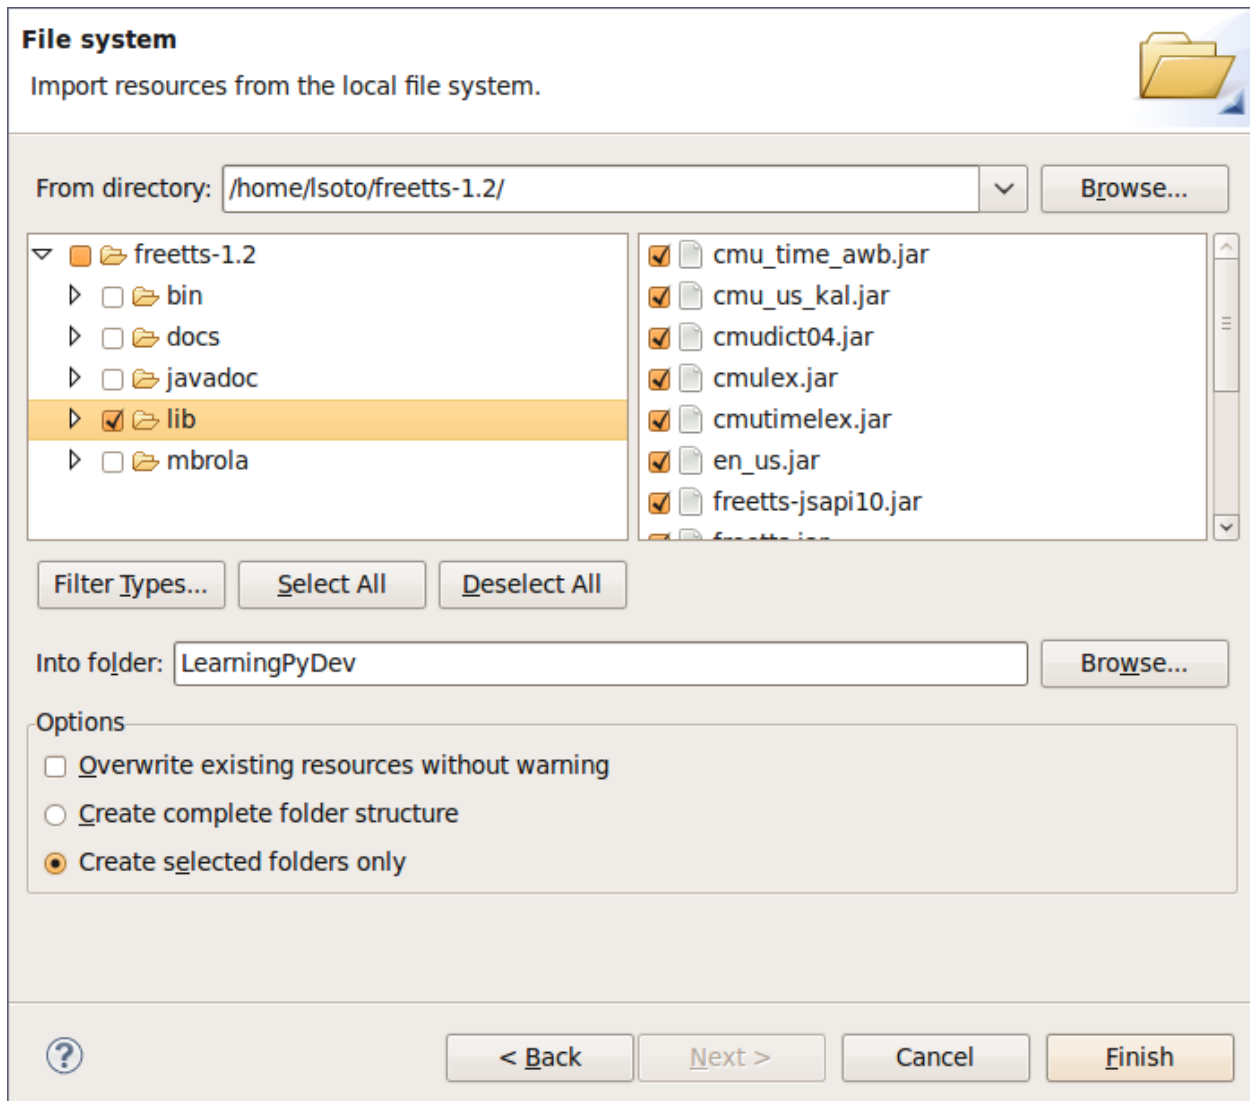 File system
Import resources from the local file system.
From directory: /home/lsoto/freetts-1.2/ Browse...
freetts-1.2
bin
docs
javadoc
lib
mbrola
cmu_time_awb.jar
cmu_us_kal.jar
cmudict04.jar
cmulex.jar
cmutimelex.jar
en_us.jar
freetts-jsapi10.jar
freetts.jar
Filter Types... Select All Deselect All
Into folder: LearningPyDev Browse...
Options
Overwrite existing resources without warning
Create complete folder structure
Create selected folders only
? < Back Next > Cancel Finish